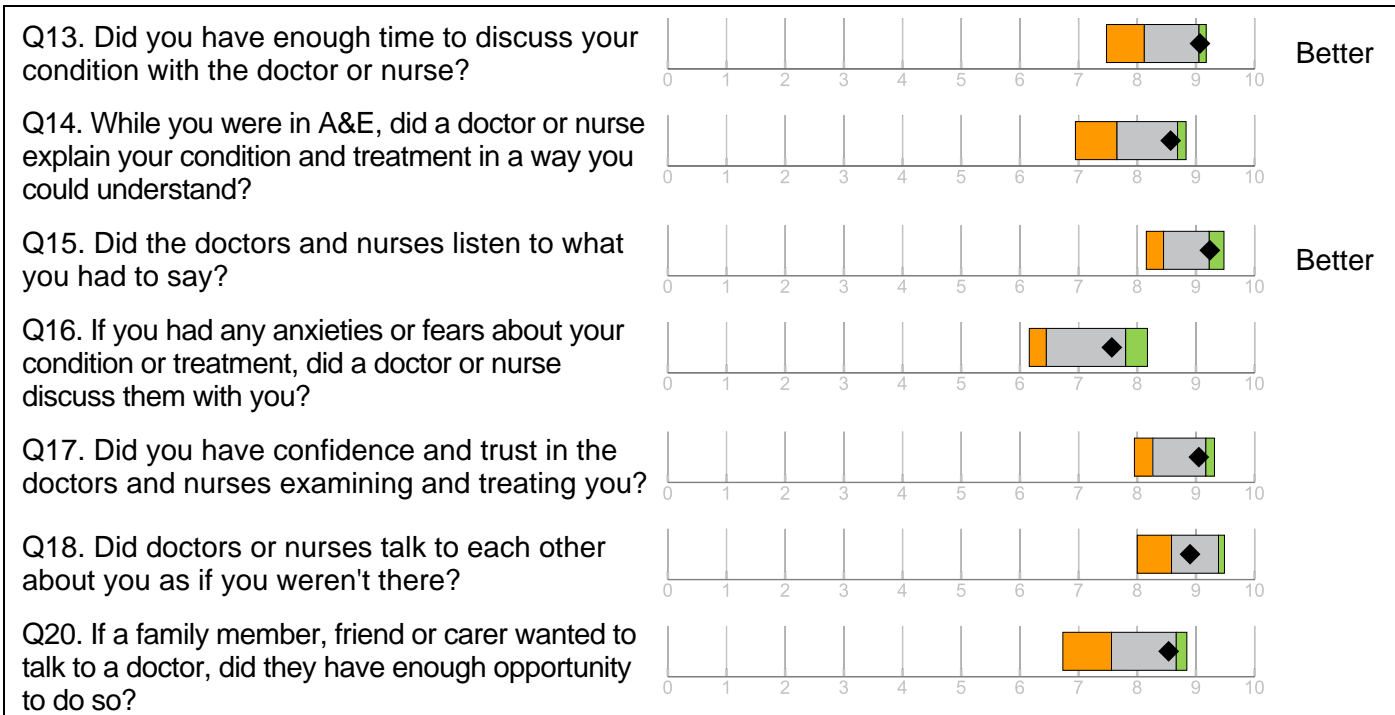 Q13. Did you have enough time to discuss your
condition with the doctor or nurse?
0 1 2 3 4 5 6 7 8 9 10
Better
Q14. While you were in A&E, did a doctor or nurse
explain your condition and treatment in a way you
could understand?
0 1 2 3 4 5 6 7 8 9 10
Q15. Did the doctors and nurses listen to what
you had to say?
0 1 2 3 4 5 6 7 8 9 10
Better
Q16. If you had any anxieties or fears about your
condition or treatment, did a doctor or nurse
discuss them with you?
0 1 2 3 4 5 6 7 8 9 10
Q17. Did you have confidence and trust in the
doctors and nurses examining and treating you?
0 1 2 3 4 5 6 7 8 9 10
Q18. Did doctors or nurses talk to each other
about you as if you weren't there?
0 1 2 3 4 5 6 7 8 9 10
Q20. If a family member, friend or carer wanted to
talk to a doctor, did they have enough opportunity
to do so?
0 1 2 3 4 5 6 7 8 9 10